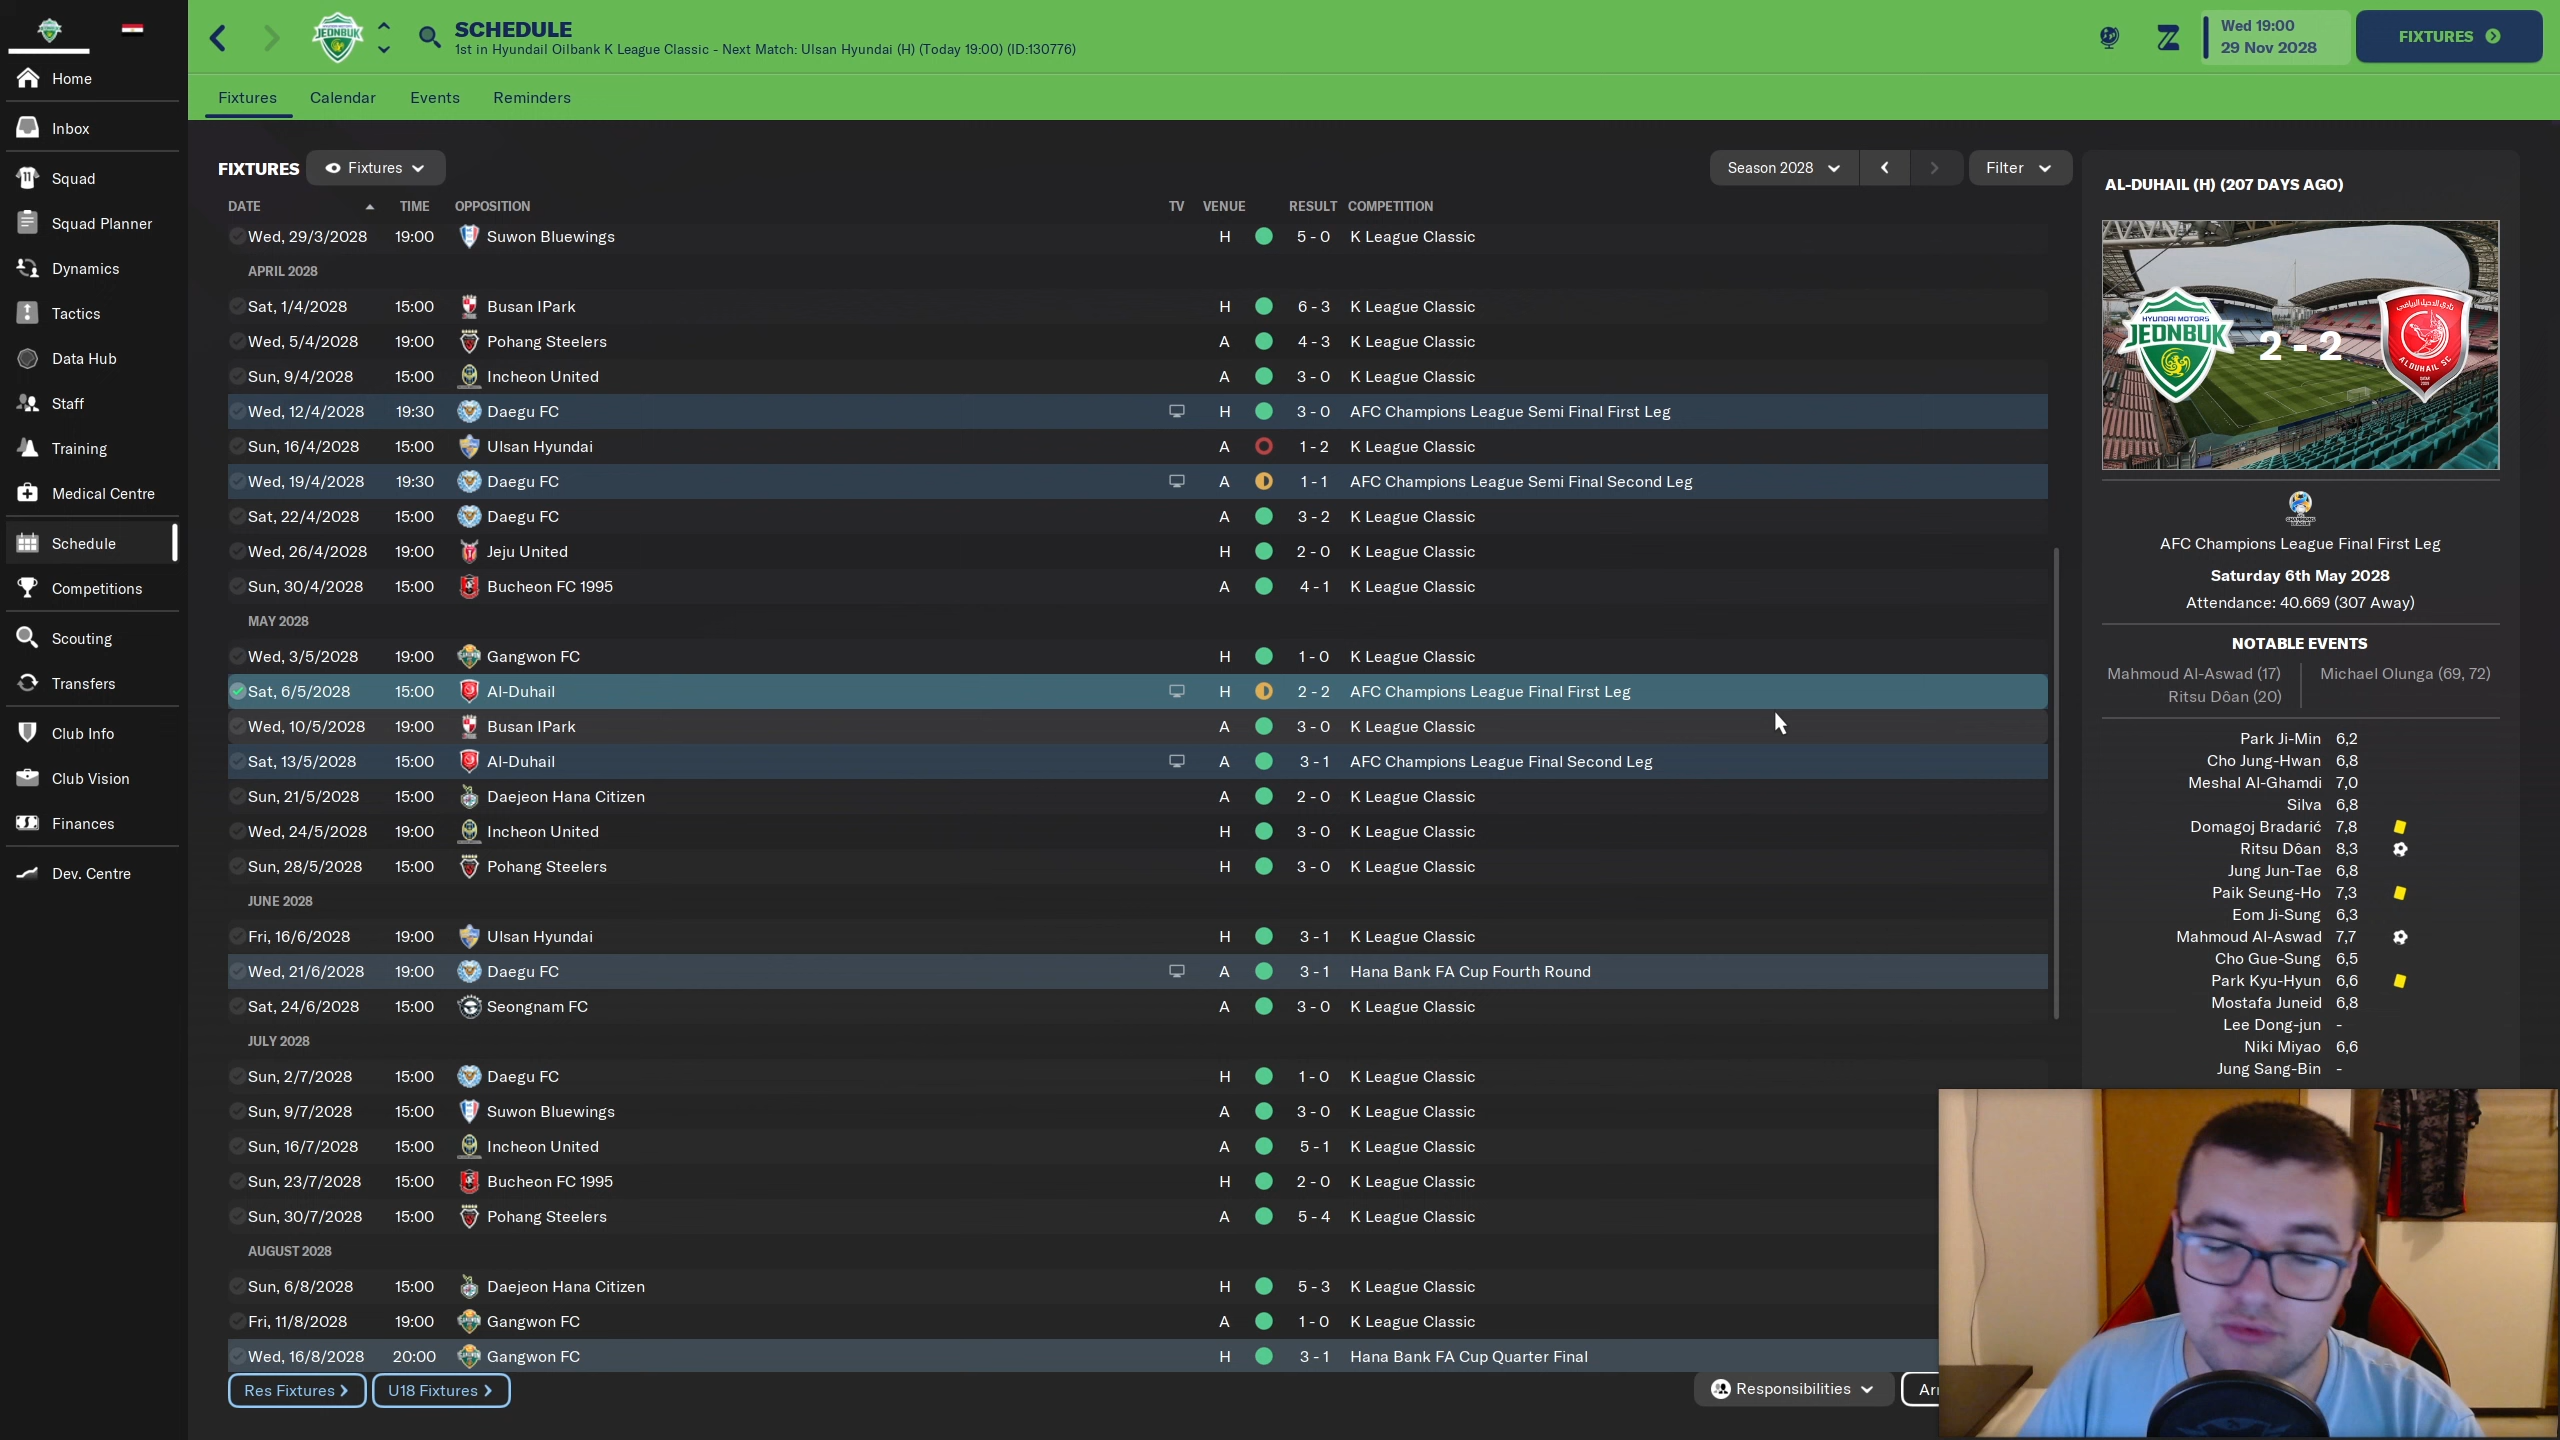 SCHEDULE
1st in Hyundail Oilbank K League Classic - Next Match: Ulsan Hyundai (H) (Today 19:00) (ID:130776)
Wed 19:00
29 Nov 2028
FIXTURES
Home
Inbox
Squad
Squad Planner
Dynamics
Tactics
Data Hub
Staff
Training
Medical Centre
Schedule
Competitions
Scouting
Transfers
Club Info
Club Vision
Finances
Dev. Centre
Fixtures Calendar Events Reminders
FIXTURES Fixtures Season 2028 Filter
DATE TIME OPPOSITION TV VENUE RESULT COMPETITION
Wed, 29/3/2028 19:00 Suwon Bluewings H 5 - 0 K League Classic
APRIL 2028
Sat, 1/4/2028 15:00 Busan IPark H 6 - 3 K League Classic
Wed, 5/4/2028 19:00 Pohang Steelers A 4 - 3 K League Classic
Sun, 9/4/2028 15:00 Incheon United A 3 - 0 K League Classic
Wed, 12/4/2028 19:30 Daegu FC H 3 - 0 AFC Champions League Semi Final First Leg
Sun, 16/4/2028 15:00 Ulsan Hyundai A 1 - 2 K League Classic
Wed, 19/4/2028 19:30 Daegu FC A 1 - 1 AFC Champions League Semi Final Second Leg
Sat, 22/4/2028 15:00 Daegu FC A 3 - 2 K League Classic
Wed, 26/4/2028 19:00 Jeju United H 2 - 0 K League Classic
Sun, 30/4/2028 15:00 Bucheon FC 1995 A 4 - 1 K League Classic
MAY 2028
Wed, 3/5/2028 19:00 Gangwon FC H 1 - 0 K League Classic
Sat, 6/5/2028 15:00 Al-Duhail H 2 - 2 AFC Champions League Final First Leg
Wed, 10/5/2028 19:00 Busan IPark A 3 - 0 K League Classic
Sat, 13/5/2028 15:00 Al-Duhail A 3 - 1 AFC Champions League Final Second Leg
Sun, 21/5/2028 15:00 Daejeon Hana Citizen A 2 - 0 K League Classic
Wed, 24/5/2028 19:00 Incheon United H 3 - 0 K League Classic
Sun, 28/5/2028 15:00 Pohang Steelers H 3 - 0 K League Classic
JUNE 2028
Fri, 16/6/2028 19:00 Ulsan Hyundai H 3 - 1 K League Classic
Wed, 21/6/2028 19:00 Daegu FC A 3 - 1 Hana Bank FA Cup Fourth Round
Sat, 24/6/2028 15:00 Seongnam FC A 3 - 0 K League Classic
JULY 2028
Sun, 2/7/2028 15:00 Daegu FC H 1 - 0 K League Classic
Sun, 9/7/2028 15:00 Suwon Bluewings A 3 - 0 K League Classic
Sun, 16/7/2028 15:00 Incheon United A 5 - 1 K League Classic
Sun, 23/7/2028 15:00 Bucheon FC 1995 H 2 - 0 K League Classic
Sun, 30/7/2028 15:00 Pohang Steelers A 5 - 4 K League Classic
AUGUST 2028
Sun, 6/8/2028 15:00 Daejeon Hana Citizen H 5 - 3 K League Classic
Fri, 11/8/2028 19:00 Gangwon FC A 1 - 0 K League Classic
Wed, 16/8/2028 20:00 Gangwon FC H 3 - 1 Hana Bank FA Cup Quarter Final
Res Fixtures U18 Fixtures Responsibilities
AL-DUHAIL (H) (207 DAYS AGO)
HYUNDAI MOTORS
JEONBUK
2 - 2
AL DUHAIL SC
AFC Champions League Final First Leg
Saturday 6th May 2028
Attendance: 40.669 (307 Away)
NOTABLE EVENTS
Mahmoud Al-Aswad (17) Michael Olunga (69, 72)
Ritsu Dôan (20)
Park Ji-Min 6,2
Cho Jung-Hwan 6,8
Meshal Al-Ghamdi 7,0
Silva 6,8
Domagoj Bradarić 7,8
Ritsu Dôan 8,3
Jung Jun-Tae 6,8
Paik Seung-Ho 7,3
Eom Ji-Sung 6,3
Mahmoud Al-Aswad 7,7
Cho Gue-Sung 6,5
Park Kyu-Hyun 6,6
Mostafa Juneid 6,8
Lee Dong-jun -
Niki Miyao 6,6
Jung Sang-Bin -